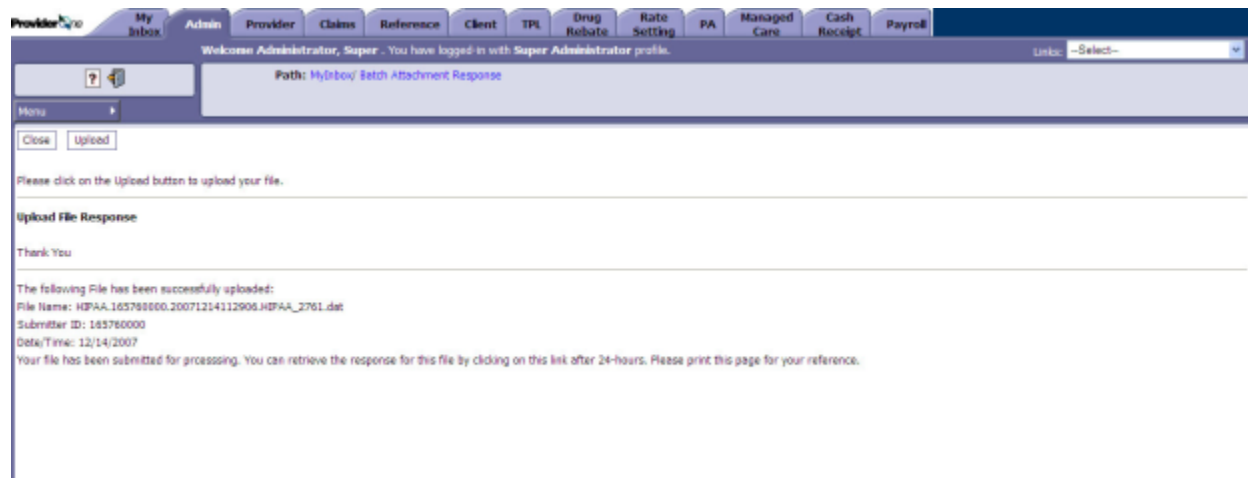 ProviderOne
My Inbox Admin Provider Claims Reference Client TPL Drug Rebate Rate Setting PA Managed Care Cash Receipt Payroll
Welcome Administrator, Super . You have logged-in with Super Administrator profile.
Links: --Select--
?
Path: MyInbox/ Batch Attachment Response
Menu
Close Upload
Please click on the Upload button to upload your file.
Upload File Response
Thank You
The following File has been successfully uploaded:
File Name: HIPAA.165760000.20071214112906.HIPAA_2761.dat
Submitter ID: 165760000
Date/Time: 12/14/2007
Your file has been submitted for prcesssing. You can retrieve the response for this file by clicking on this link after 24-hours. Please print this page for your reference.